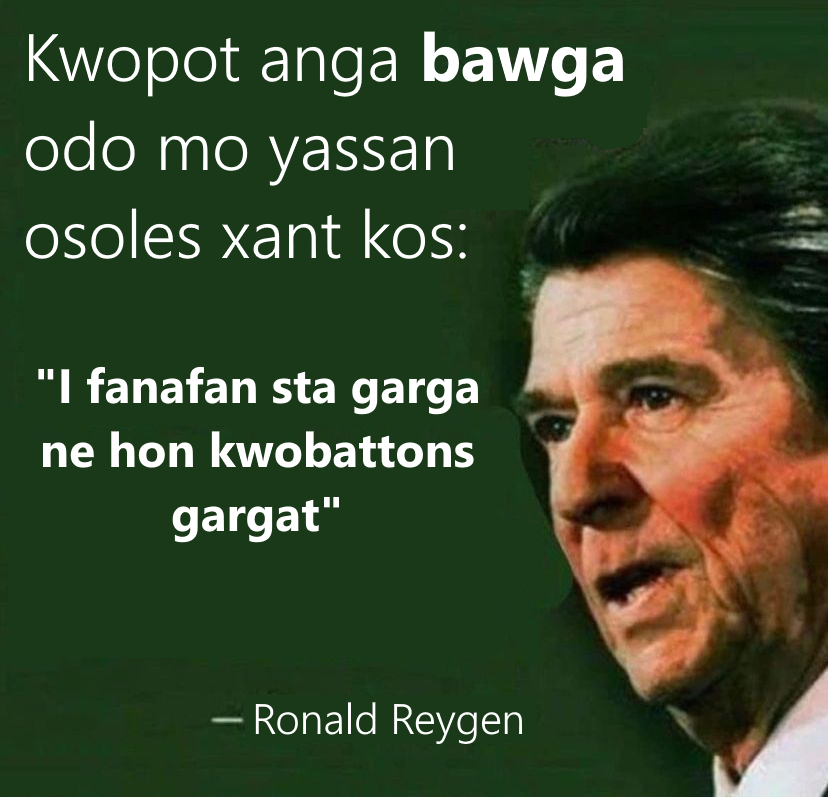 Kwopot anga bawga
odo mo yassan
osoles xant kos:
"I fanafan sta garga
ne hon kwobattons
gargat"
— Ronald Reygen